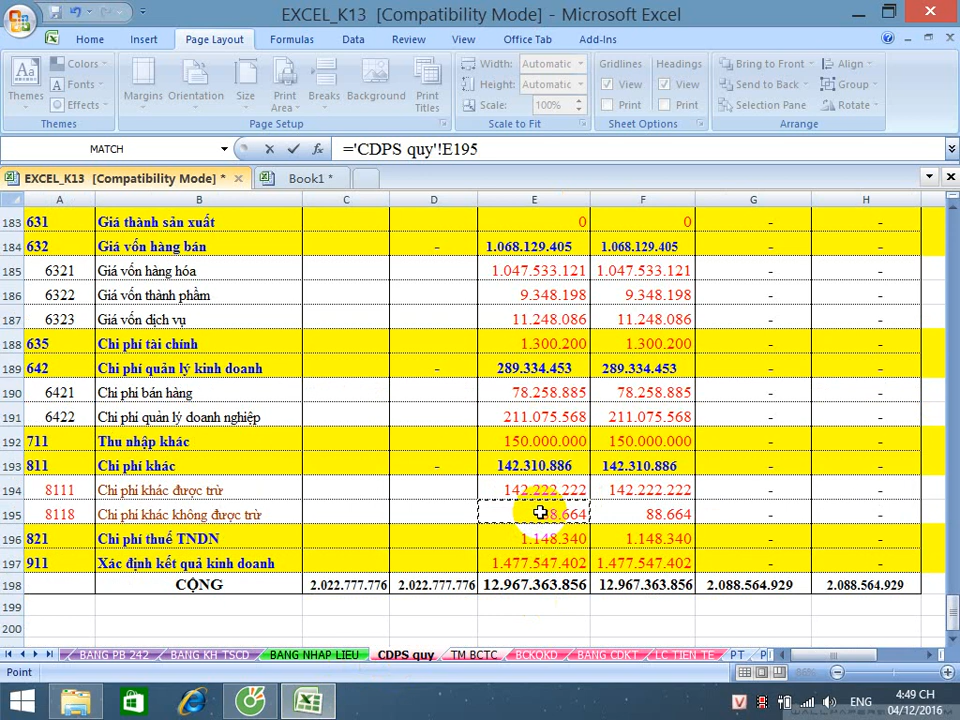 EXCEL_K13 [Compatibility Mode] - Microsoft Excel
Home Insert Page Layout Formulas Data Review View Office Tab Add-Ins
Themes Colors Fonts Effects Margins Orientation Size Print Area Breaks Background Print Titles Width: Automatic Height: Automatic Scale: 100% Gridlines View Print Headings View Print Bring to Front Send to Back Selection Pane Align Group Rotate
Themes Page Setup Scale to Fit Sheet Options Arrange
MATCH ='CDPS quy'!E195
EXCEL_K13 [Compatibility Mode] * Book1 *
A B C D E F G H
183 631 Giá thành sản xuất 0 0 - -
184 632 Giá vốn hàng bán - 1.068.129.405 1.068.129.405 - -
185 6321 Giá vốn hàng hóa 1.047.533.121 1.047.533.121 - -
186 6322 Giá vốn thành phầm 9.348.198 9.348.198 - -
187 6323 Giá vốn dịch vụ 11.248.086 11.248.086 - -
188 635 Chi phí tài chính 1.300.200 1.300.200 - -
189 642 Chi phí quản lý kinh doanh - 289.334.453 289.334.453 - -
190 6421 Chi phí bán hàng 78.258.885 78.258.885 - -
191 6422 Chi phí quản lý doanh nghiệp 211.075.568 211.075.568 - -
192 711 Thu nhập khác 150.000.000 150.000.000 - -
193 811 Chi phí khác - 142.310.886 142.310.886 - -
194 8111 Chi phí khác được trừ 142.222.222 142.222.222 - -
195 8118 Chi phí khác không được trừ 88.664 88.664 - -
196 821 Chi phí thuế TNDN 1.148.340 1.148.340 - -
197 911 Xác định kết quả kinh doanh 1.477.547.402 1.477.547.402 - -
198 CỘNG 2.022.777.776 2.022.777.776 12.967.363.856 12.967.363.856 2.088.564.929 2.088.564.929
199
200
BANG PB 242 BANG KH TSCD BANG NHAP LIEU CDPS quy TM BCTC BCKQKD BANG CDKT LC TIEN TE PT
Point
ENG 4:49 CH
04/12/2016